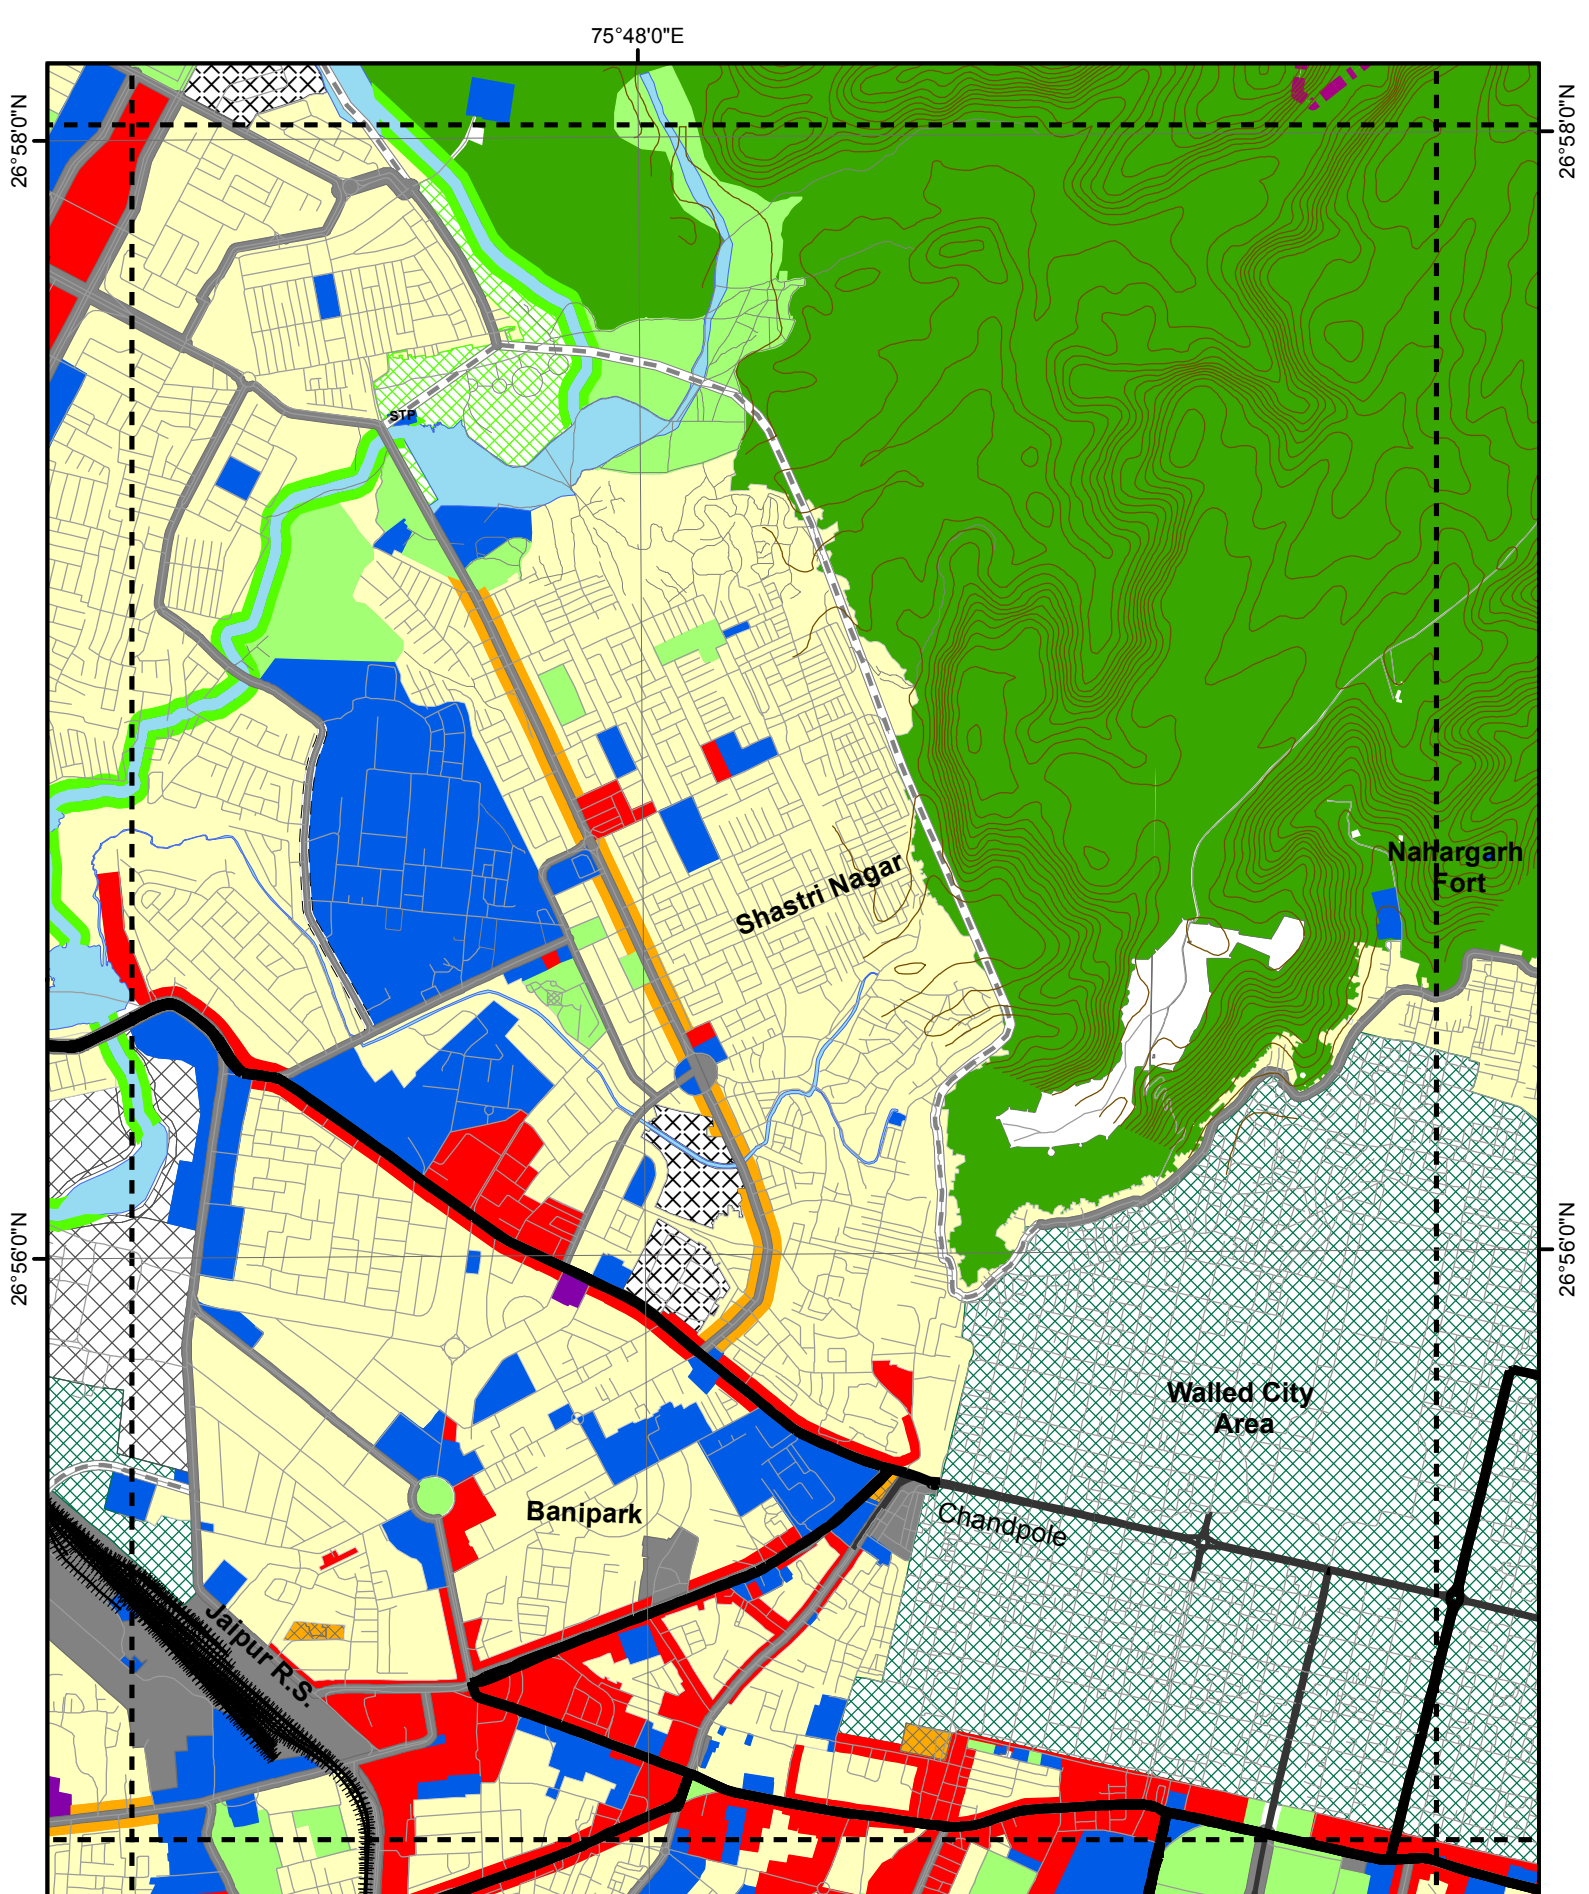 75°48'0"E
26°58'0"N
26°58'0"N
STP
Nahargarh
Fort
Shastri Nagar
26°56'0"N
26°56'0"N
Walled City
Area
Banipark
Chandpole
Jaipur R.S.